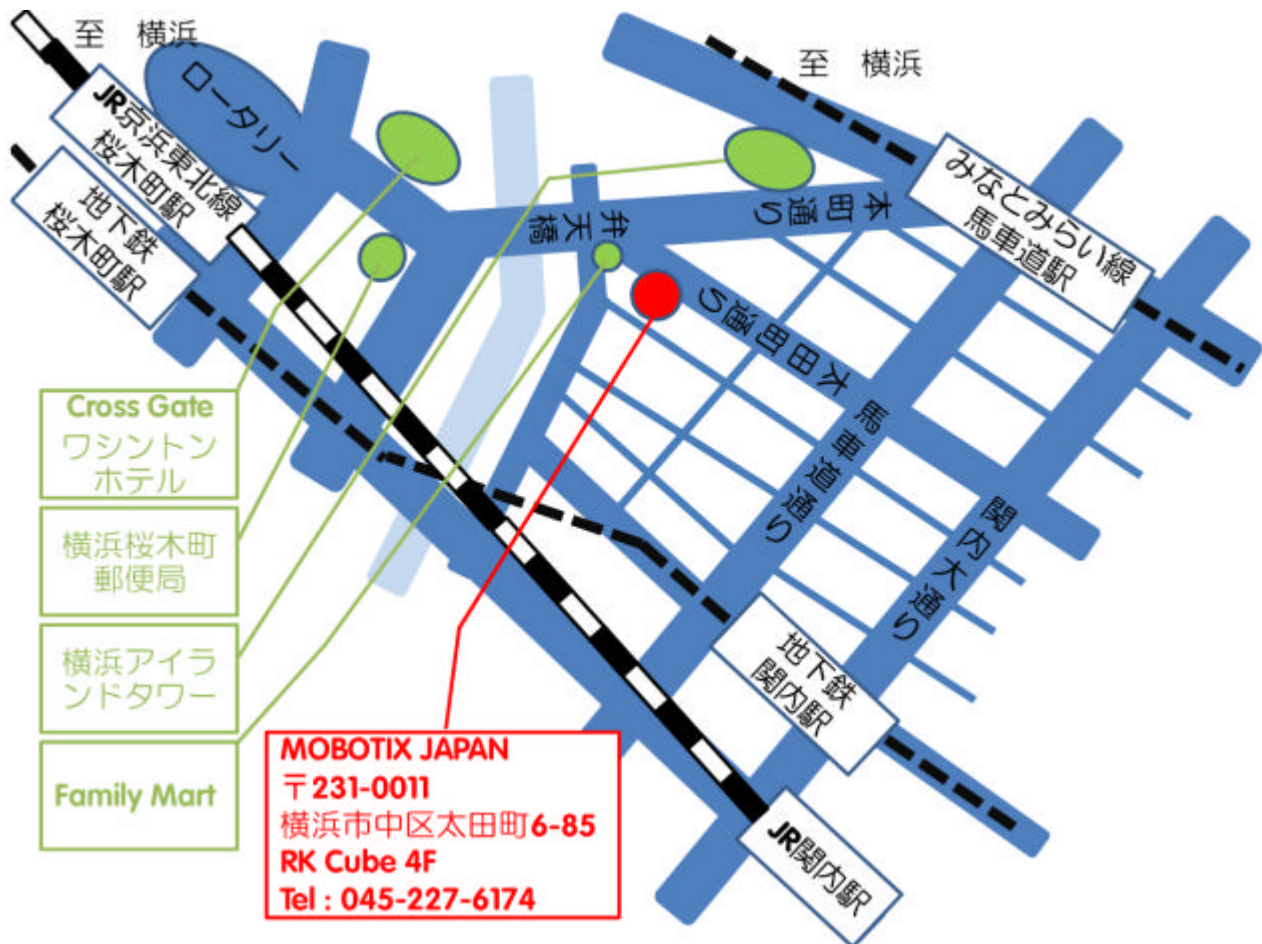 至 横浜
至 横浜
ロータリー
JR京浜東北線
桜木町駅
地下鉄
桜木町駅
みなとみらい線
馬車道駅
本町通り
弁天橋
太田町通り
馬車道通り
関内大通り
Cross Gate
ワシントン
ホテル
横浜桜木町
郵便局
横浜アイラ
ンドタワー
Family Mart
地下鉄
関内駅
JR関内駅
MOBOTIX JAPAN
〒231-0011
横浜市中区太田町6-85
RK Cube 4F
Tel : 045-227-6174